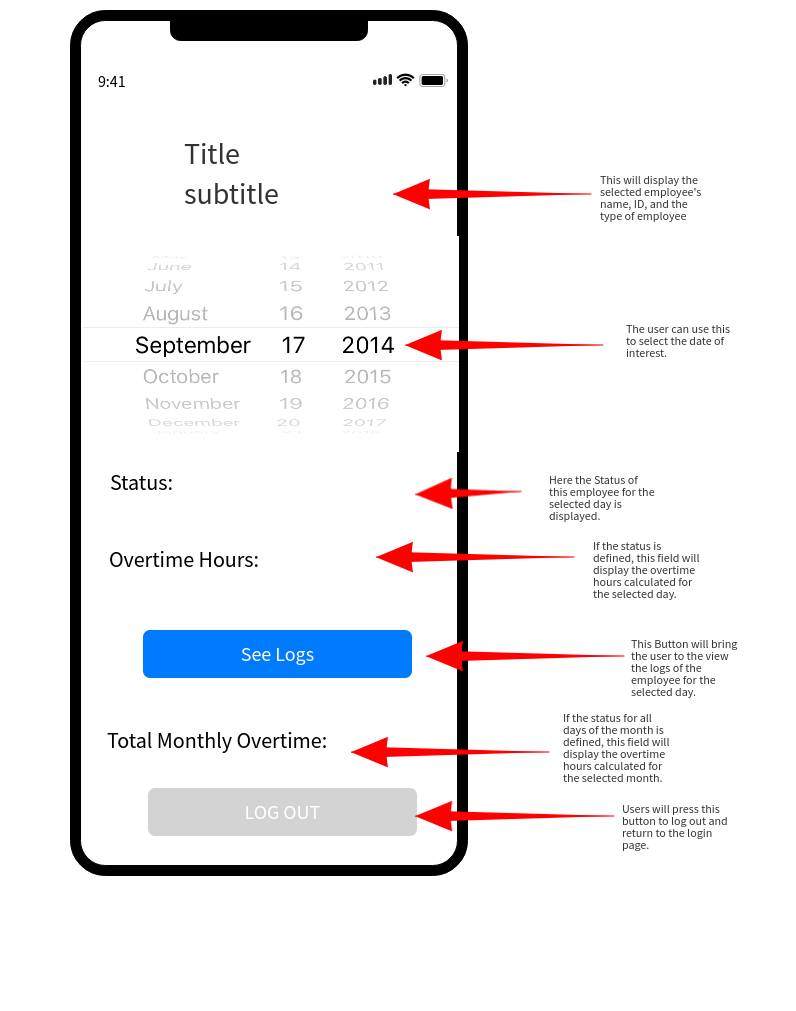 9:41
Title
subtitle
This will display the
selected employee's
name, ID, and the
type of employee
June 14 2011
July 15 2012
August 16 2013
September 17 2014
October 18 2015
November 19 2016
December 20 2017
The user can use this
to select the date of
interest.
Status:
Here the Status of
this employee for the
selected day is
displayed.
Overtime Hours:
If the status is
defined, this field will
display the overtime
hours calculated for
the selected day.
See Logs
This Button will bring
the user to the view
the logs of the
employee for the
selected day.
Total Monthly Overtime:
If the status for all
days of the month is
defined, this field will
display the overtime
hours calculated for
the selected month.
LOG OUT
Users will press this
button to log out and
return to the login
page.